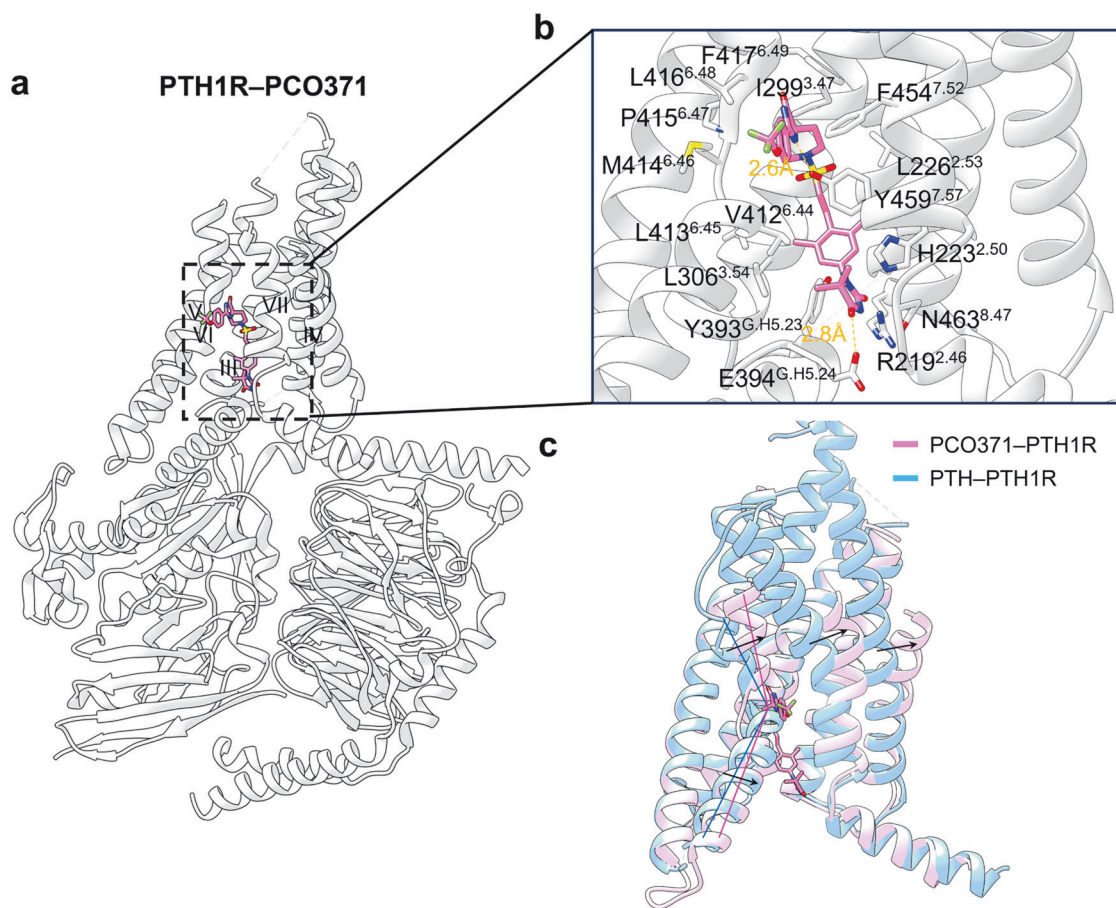 a
PTH1R–PCO371
V
VI
VII
III
IV
b
F417^6.49
L416^6.48
I299^3.47
F454^7.52
P415^6.47
M414^6.46
2.6Å
L226^2.53
Y459^7.57
V412^6.44
L413^6.45
H223^2.50
L306^3.54
Y393^G.H5.23
2.8Å
N463^8.47
R219^2.46
E394^G.H5.24
c
PCO371–PTH1R
PTH–PTH1R